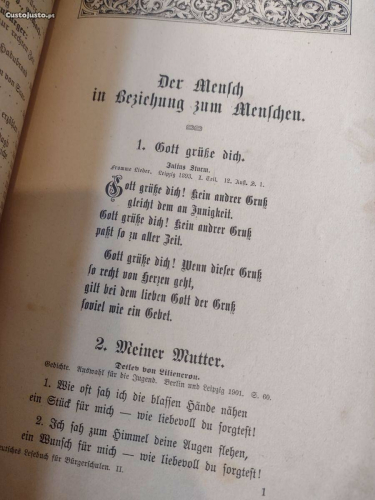 CustoJusto.pt
Der Menſch
in Beziehung zum Menſchen.
1. Gott grüße dich.
Julius Sturm.
Fromme Lieder. Leipzig 1893. 1. Teil. 12. Aufl. S. 1.
Gott grüße dich! Kein andrer Gruß
gleicht dem an Innigkeit.
Gott grüße dich! Kein andrer Gruß
paßt ſo zu aller Zeit.
Gott grüße dich! Wenn dieſer Gruß
ſo recht von Herzen geht,
gilt bei dem lieben Gott der Gruß
ſoviel wie ein Gebet.
2. Meiner Mutter.
Detlev von Liliencron.
Gedichte. Auswahl für die Jugend. Berlin und Leipzig 1901. S. 60.
1. Wie oft ſah ich die blaſſen Hände nähen
ein Stück für mich — wie liebevoll du ſorgteſt!
2. Ich ſah zum Himmel deine Augen flehen,
ein Wunſch für mich — wie liebevoll du ſorgteſt!
Leſebuch für Bürgerſchulen. II.
1